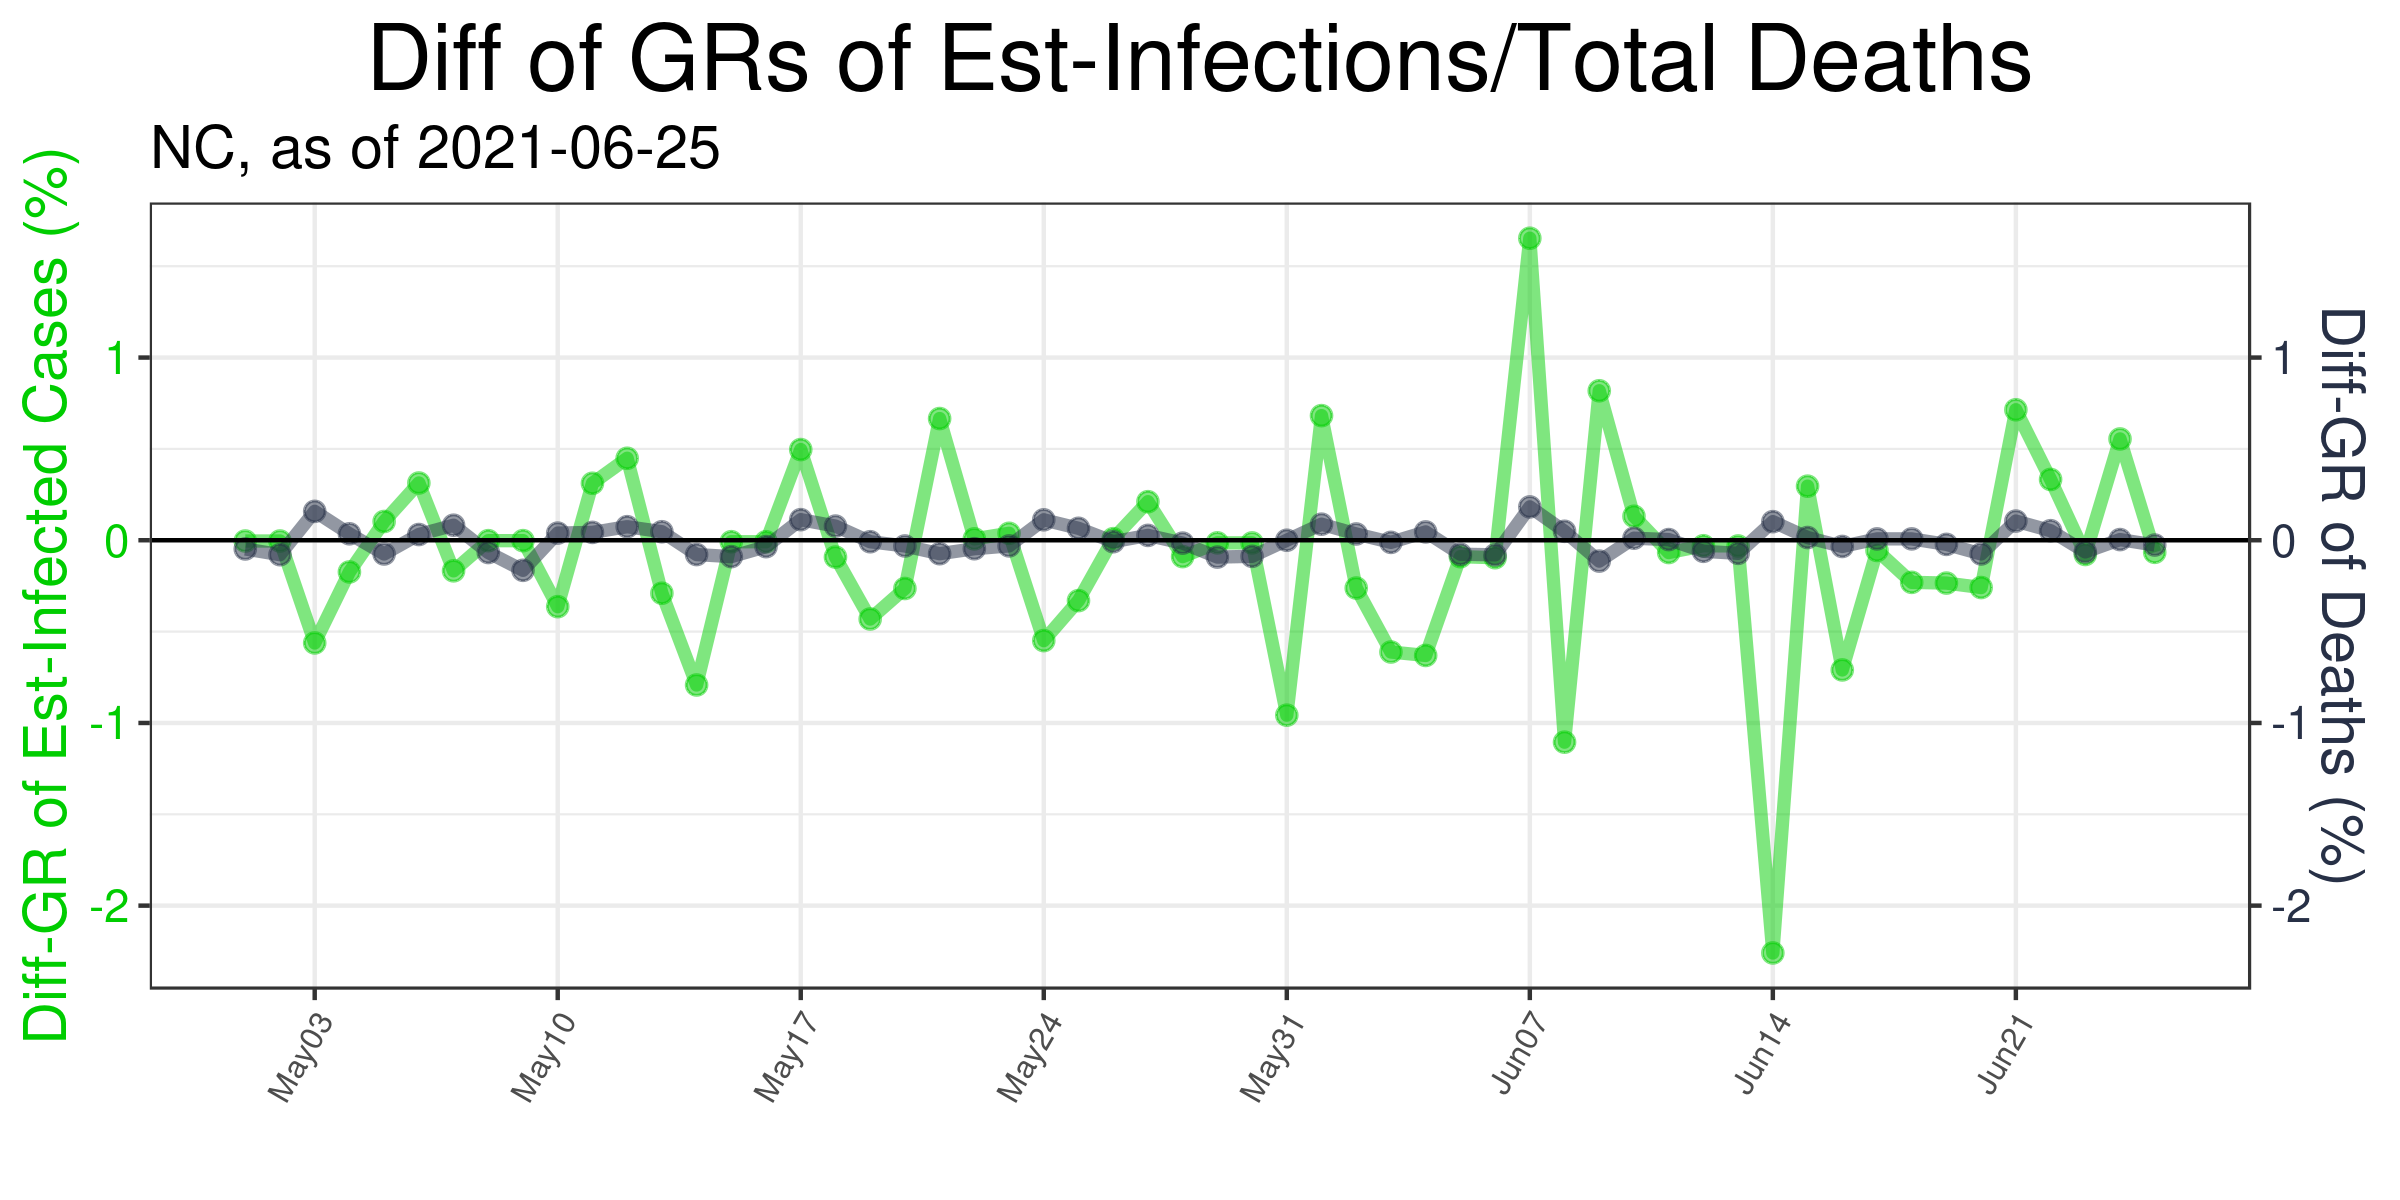 Diff of GRs of Est-Infections/Total Deaths
NC, as of 2021-06-25
Diff-GR of Est-Infected Cases (%)
1
0
-1
-2
1
0
-1
-2
Diff-GR of Deaths (%)
May03
May10
May17
May24
May31
Jun07
Jun14
Jun21